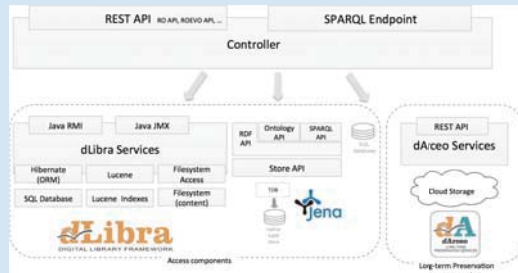 REST API RO API, ROEVO API, ...
SPARQL Endpoint
Controller
Java RMI
Java JMX
dLibra Services
Hibernate
(ORM)
Lucene
Filesystem
Access
SQL Database
Lucene Indexes
Filesystem
(content)
dLibra
DIGITAL LIBRARY FRAMEWORK
RDF
API
Ontology
API
SPARQL
API
Store API
TDB
Jena
Access components
REST API
dArceo Services
Cloud Storage
dA
dArceo
Long-term Preservation